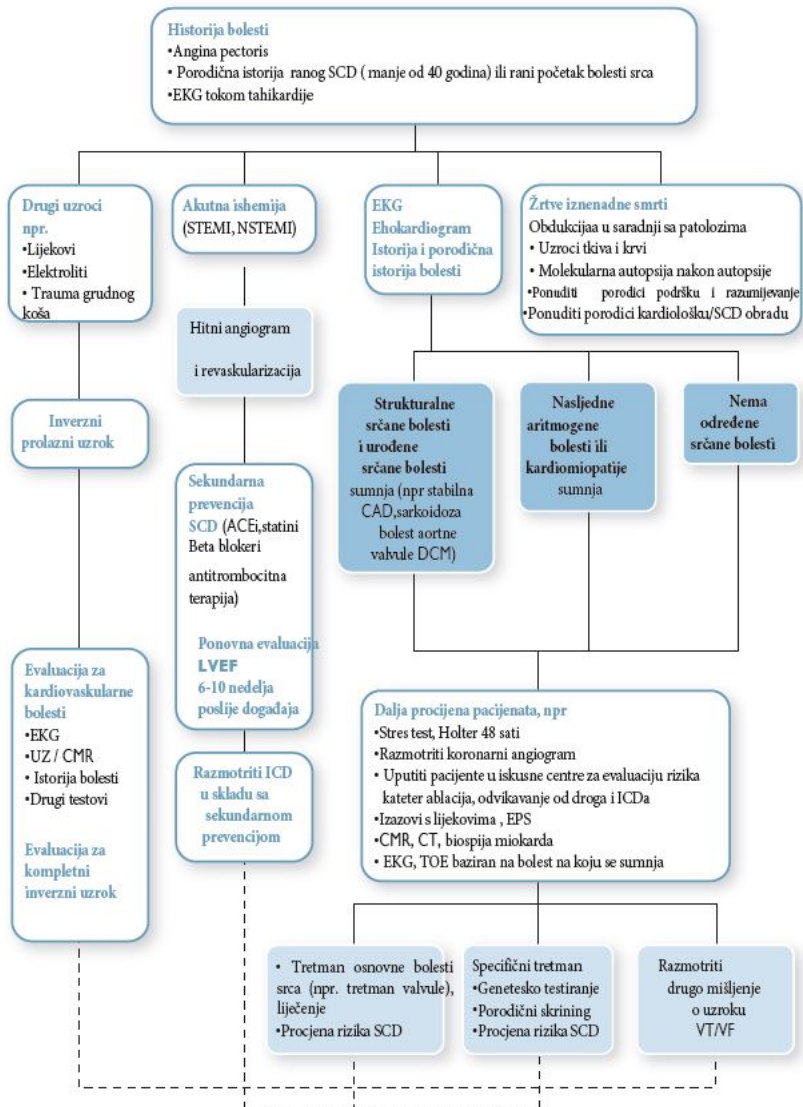 Historija bolesti
•Angina pectoris
• Porodična istorija ranog SCD ( manje od 40 godina) ili rani početak bolesti srca
•EKG tokom tahikardije
Drugi uzroci
npr.
•Lijekovi
•Elektroliti
• Trauma grudnog
koša
Akutna ishemija
(STEMI, NSTEMI)
EKG
Ehokardiogram
Istorija i porodična
istorija bolesti
Žrtve iznenadne smrti
Obdukcijaa u saradnji sa patolozima
• Uzroci tkiva i krvi
• Molekularna autopsija nakon autopsije
•Ponuditi porodici podršku i razumijevanje
•Ponuditi porodici kardiološku/SCD obradu
Hitni angiogram
i revaskularizacija
Inverzni
prolazni uzrok
Strukturalne
srčane bolesti
i urođene
srčane bolesti
sumnja (npr stabilna
CAD,sarkoidoza
bolest aortne
valvule DCM)
Nasljedne
aritmogene
bolesti ili
kardiomiopatije
sumnja
Nema
određene
srčane bolesti
Sekundarna
prevencija
SCD (ACEi,statini
Beta blokeri
antitrombocitna
terapija)
Ponovna evaluacija
LVEF
6-10 nedelja
poslije događaja
Evaluacija za
kardiovaskularne
bolesti
•EKG
•UZ / CMR
• Istorija bolesti
•Drugi testovi
Evaluacija za
kompletni
inverzni uzrok
Razmotriti ICD
u skladu sa
sekundarnom
prevencijom
Dalja procijena pacijenata, npr
•Stres test, Holter 48 sati
•Razmotriti koronarni angiogram
• Uputiti pacijente u iskusne centre za evaluaciju rizika
kateter ablacija, odvikavanje od droga i ICDa
•Izazovi s lijekovima , EPS
•CMR, CT, biospija miokarda
• EKG, TOE baziran na bolest na koju se sumnja
• Tretman osnovne bolesti
srca (npr. tretman valvule),
liječenje
•Procjena rizika SCD
Specifični tretman
•Genetesko testiranje
•Porodični skrining
•Procjena rizika SCD
Razmotriti
drugo mišljenje
o uzroku
VT/VF